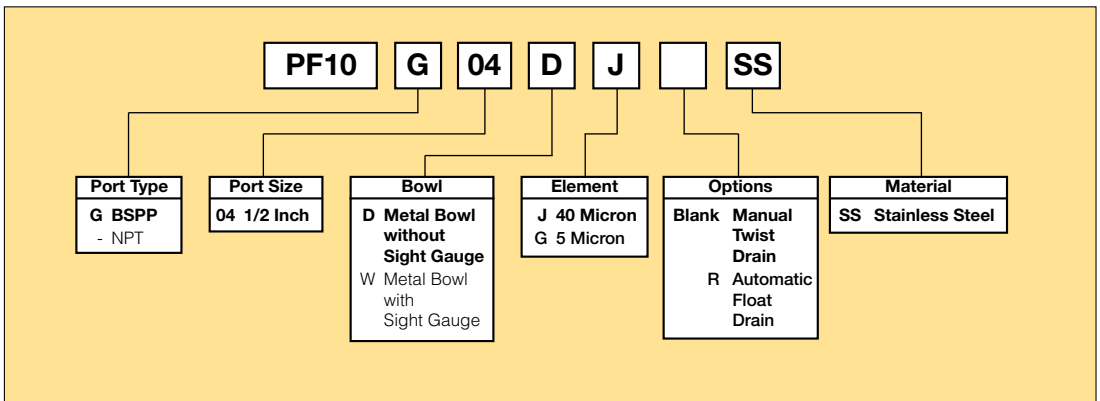 PF10 G 04 D J SS
Port Type
G BSPP
- NPT
Port Size
04 1/2 Inch
Bowl
D Metal Bowl
without
Sight Gauge
W Metal Bowl
with
Sight Gauge
Element
J 40 Micron
G 5 Micron
Options
Blank Manual
Twist
Drain
R Automatic
Float
Drain
Material
SS Stainless Steel